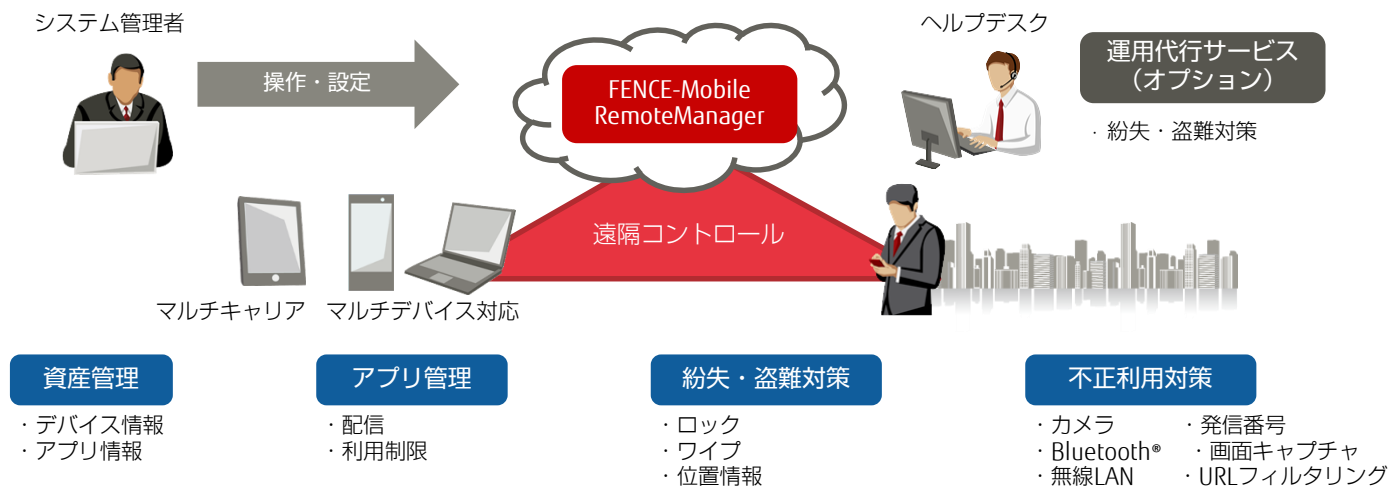 システム管理者
ヘルプデスク
操作・設定
FENCE-Mobile
RemoteManager
運用代行サービス
（オプション）
・紛失・盗難対策
遠隔コントロール
マルチキャリア マルチデバイス対応
資産管理
・デバイス情報
・アプリ情報
アプリ管理
・配信
・利用制限
紛失・盗難対策
・ロック
・ワイプ
・位置情報
不正利用対策
・カメラ ・発信番号
・Bluetooth® ・画面キャプチャ
・無線LAN ・URLフィルタリング